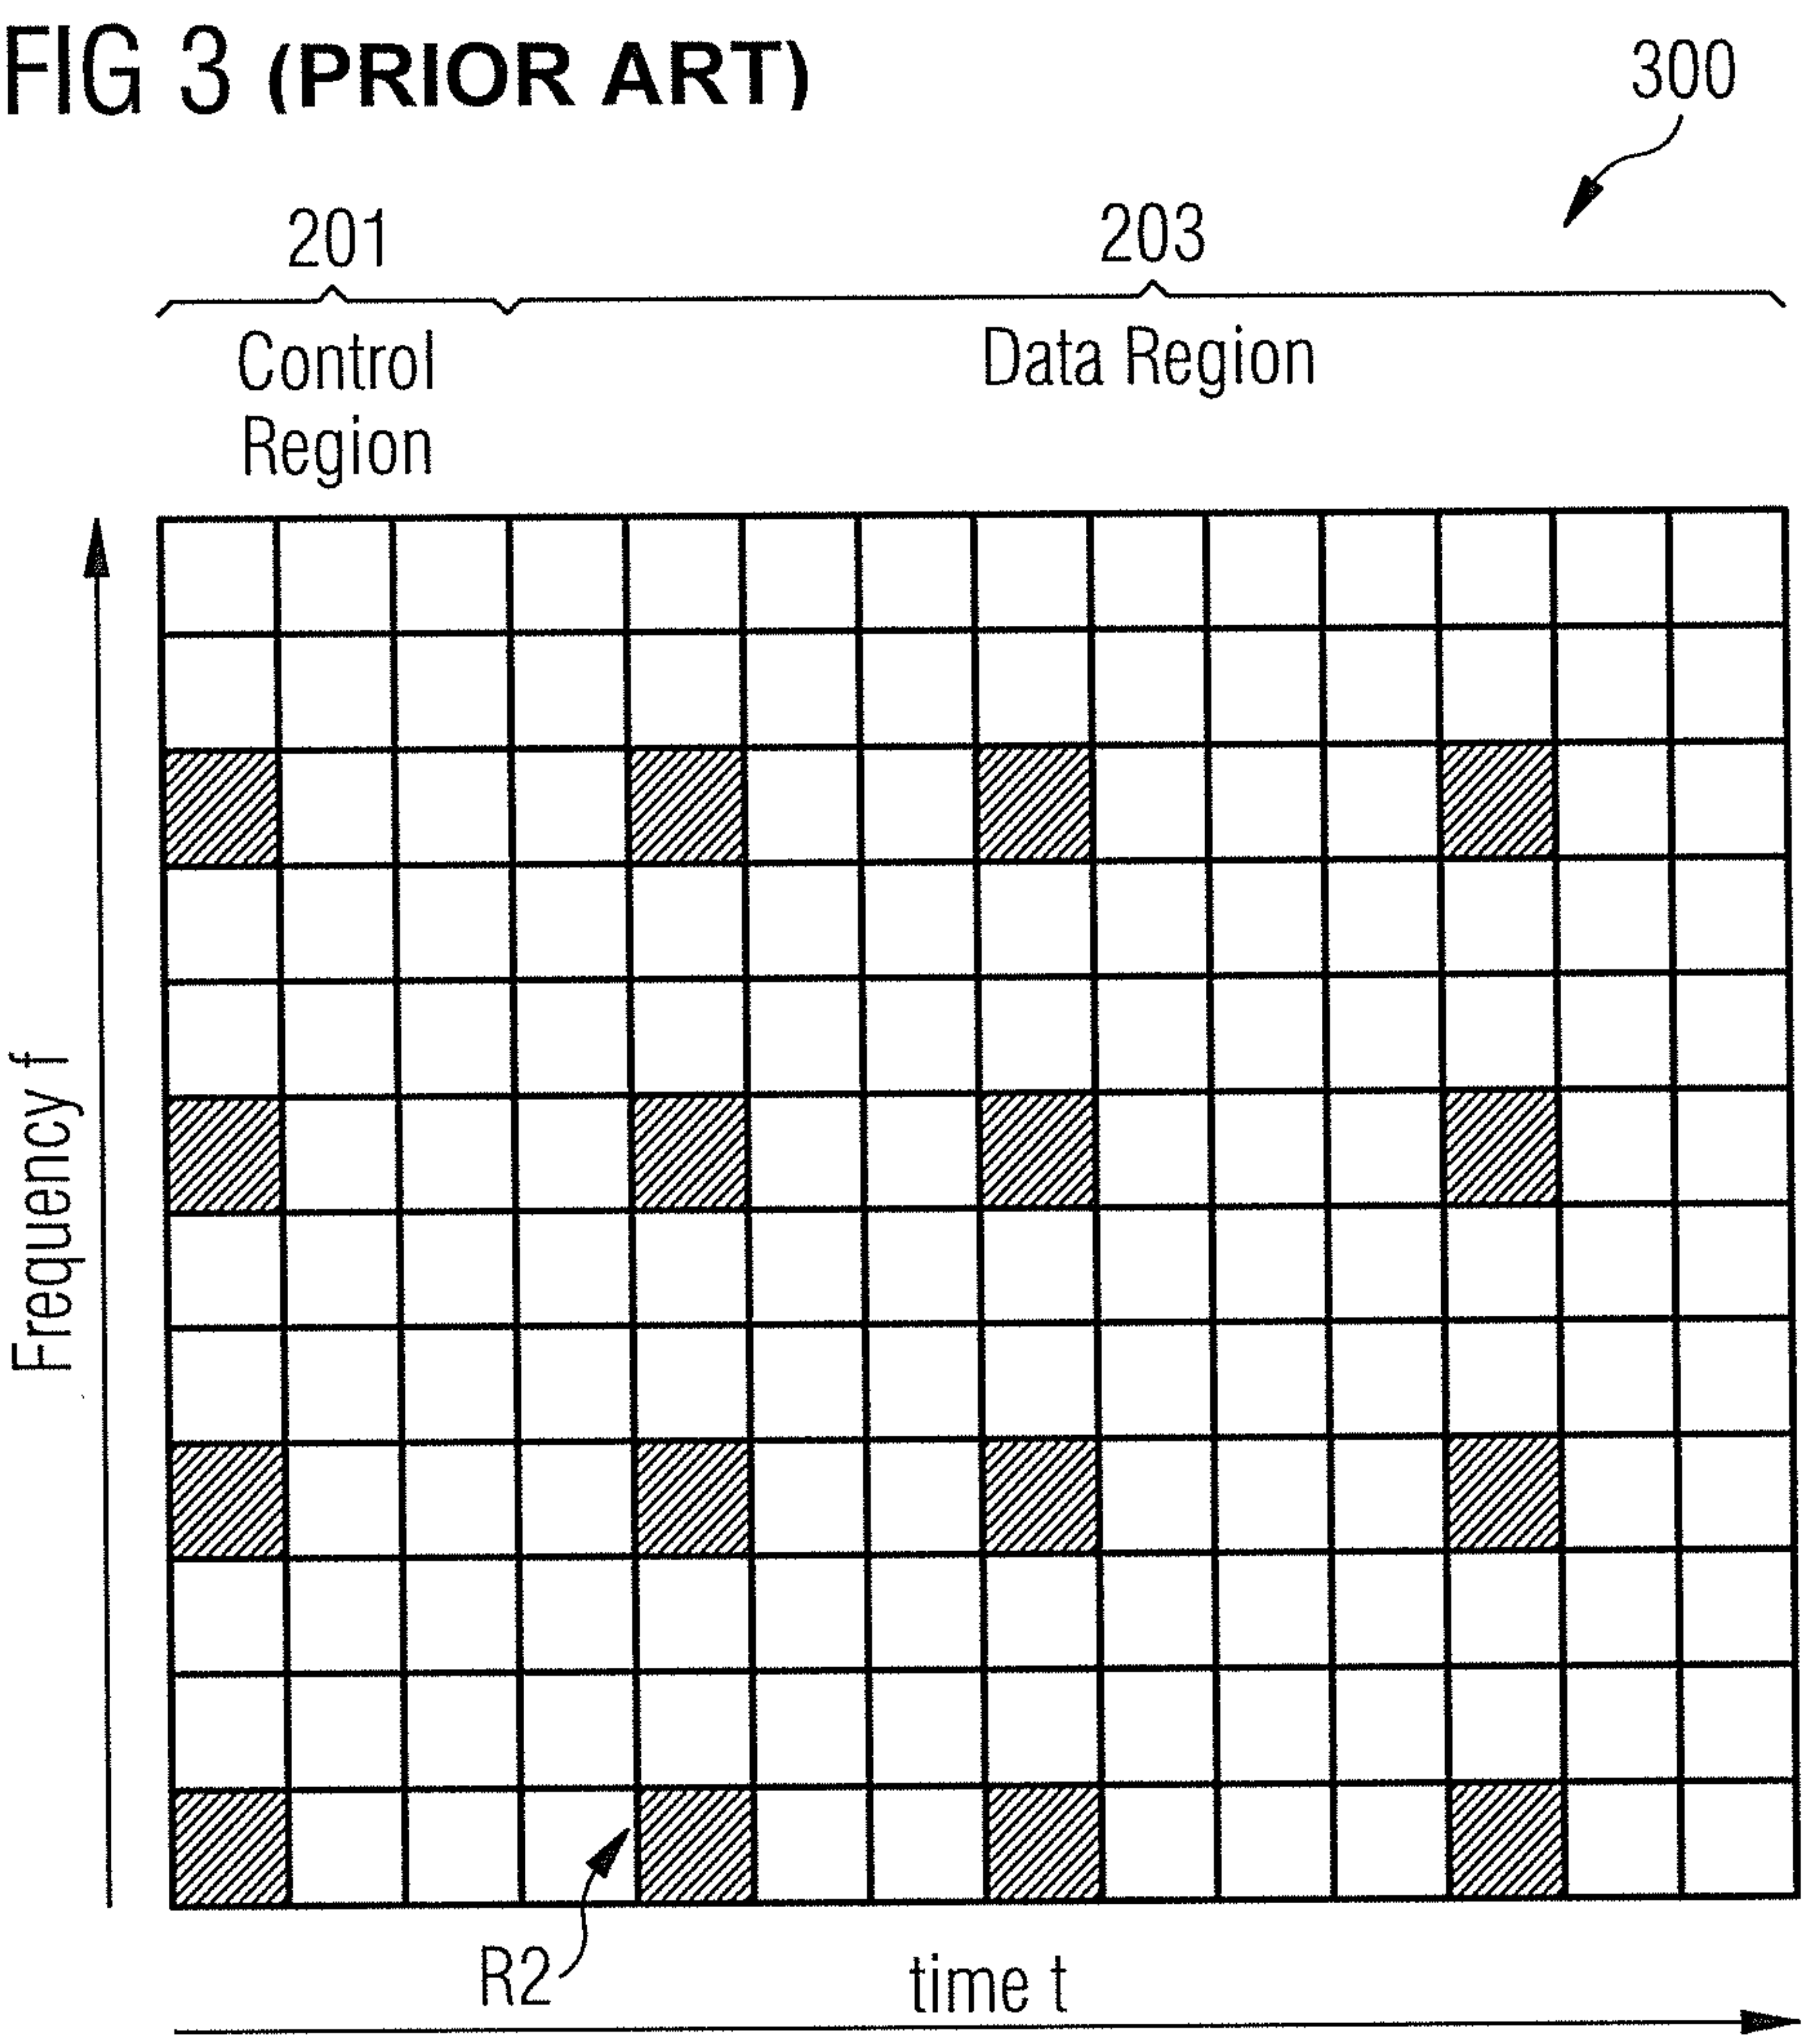 FIG 3 (PRIOR ART)
300
201
203
Control
Region
Data Region
Frequency f
R2
time t